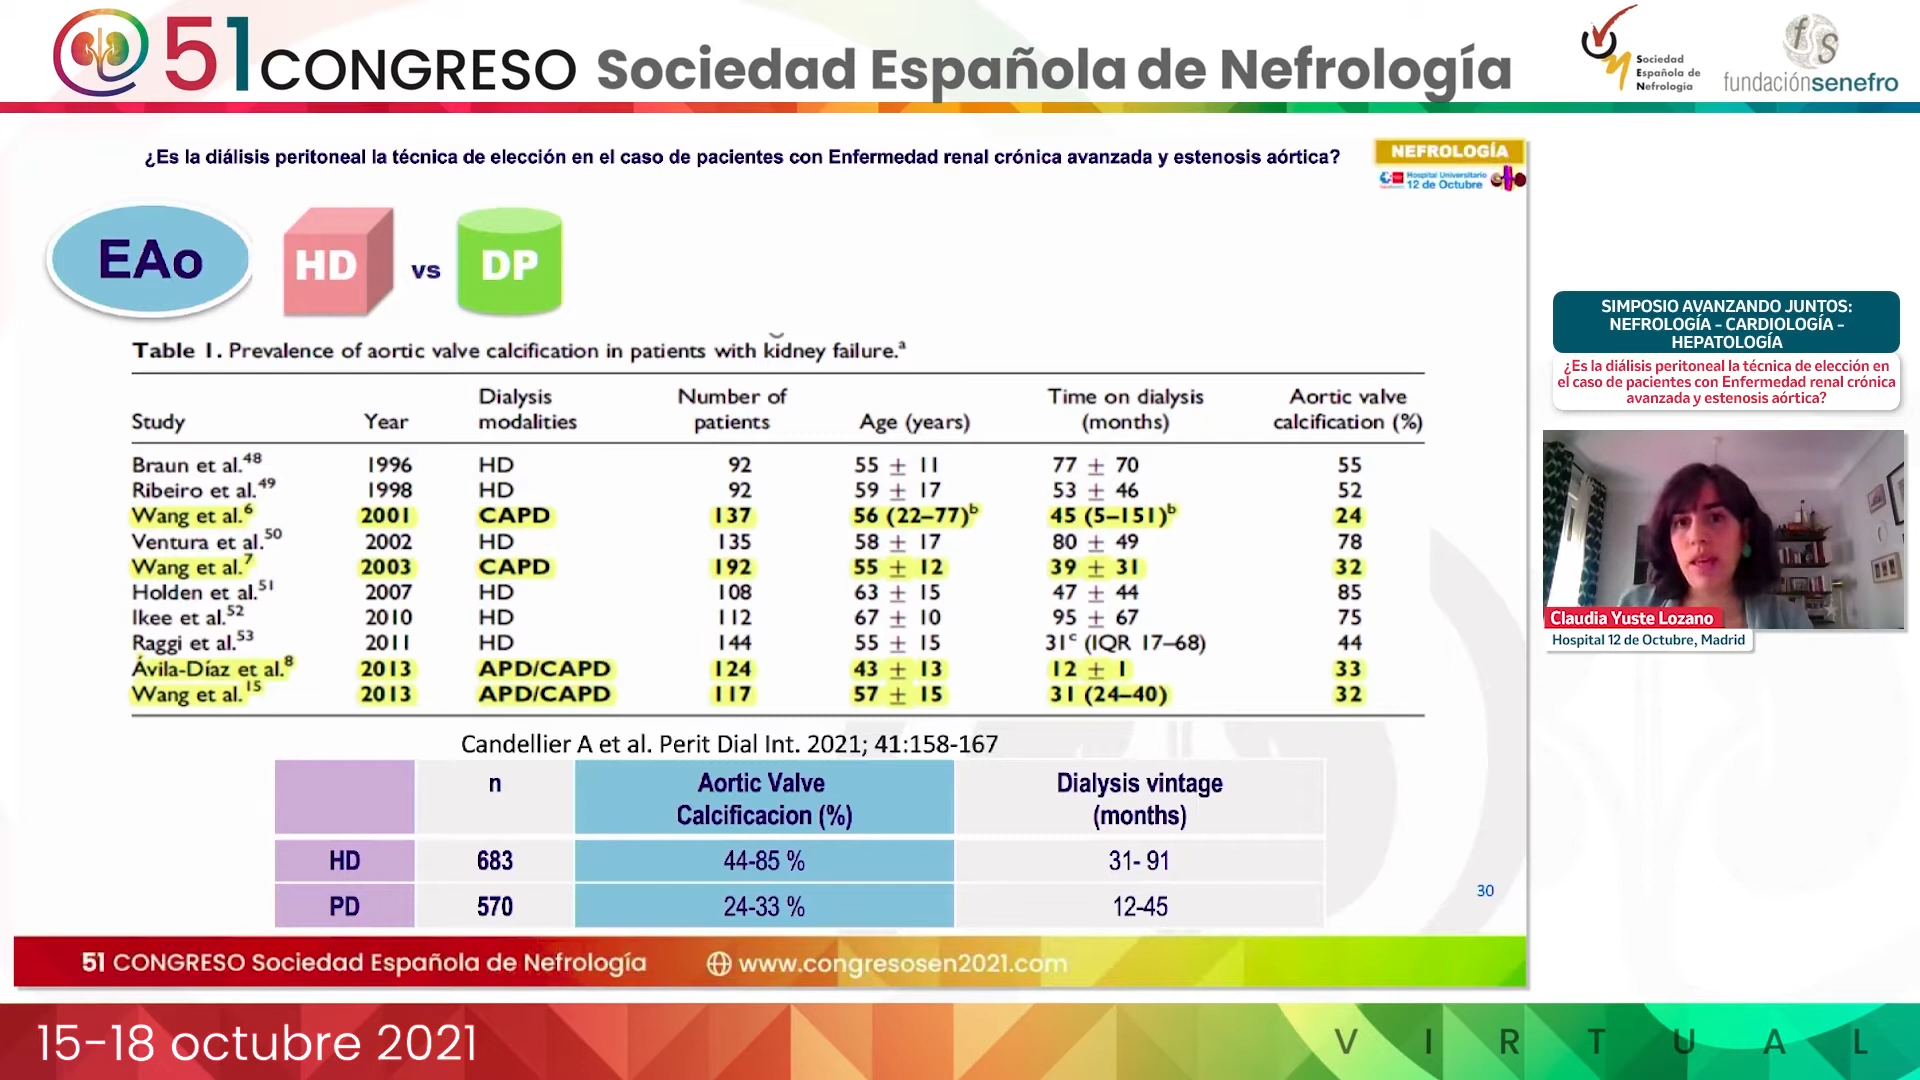 51 CONGRESO Sociedad Española de Nefrología
Sociedad
Española de
Nefrología
fS
fundaciónsenefro
¿Es la diálisis peritoneal la técnica de elección en el caso de pacientes con Enfermedad renal crónica avanzada y estenosis aórtica?
NEFROLOGÍA
Hospital Universitario
12 de Octubre
EAo HD vs DP
Table 1. Prevalence of aortic valve calcification in patients with kidney failure.a
Study Year Dialysis modalities Number of patients Age (years) Time on dialysis (months) Aortic valve calcification (%)
Braun et al.48 1996 HD 92 55 ± 11 77 ± 70 55
Ribeiro et al.49 1998 HD 92 59 ± 17 53 ± 46 52
Wang et al.6 2001 CAPD 137 56 (22–77)b 45 (5–151)b 24
Ventura et al.50 2002 HD 135 58 ± 17 80 ± 49 78
Wang et al.7 2003 CAPD 192 55 ± 12 39 ± 31 32
Holden et al.51 2007 HD 108 63 ± 15 47 ± 44 85
Ikee et al.52 2010 HD 112 67 ± 10 95 ± 67 75
Raggi et al.53 2011 HD 144 55 ± 15 31c (IQR 17–68) 44
Ávila-Díaz et al.8 2013 APD/CAPD 124 43 ± 13 12 ± 1 33
Wang et al.15 2013 APD/CAPD 117 57 ± 15 31 (24–40) 32
Candellier A et al. Perit Dial Int. 2021; 41:158-167
n Aortic Valve Calcificacion (%) Dialysis vintage (months)
HD 683 44-85 % 31- 91
PD 570 24-33 % 12-45
30
51 CONGRESO Sociedad Española de Nefrología www.congresosen2021.com
SIMPOSIO AVANZANDO JUNTOS:
NEFROLOGÍA - CARDIOLOGÍA -
HEPATOLOGÍA
¿Es la diálisis peritoneal la técnica de elección en
el caso de pacientes con Enfermedad renal crónica
avanzada y estenosis aórtica?
Claudia Yuste Lozano
Hospital 12 de Octubre, Madrid
15-18 octubre 2021
VIRTUAL